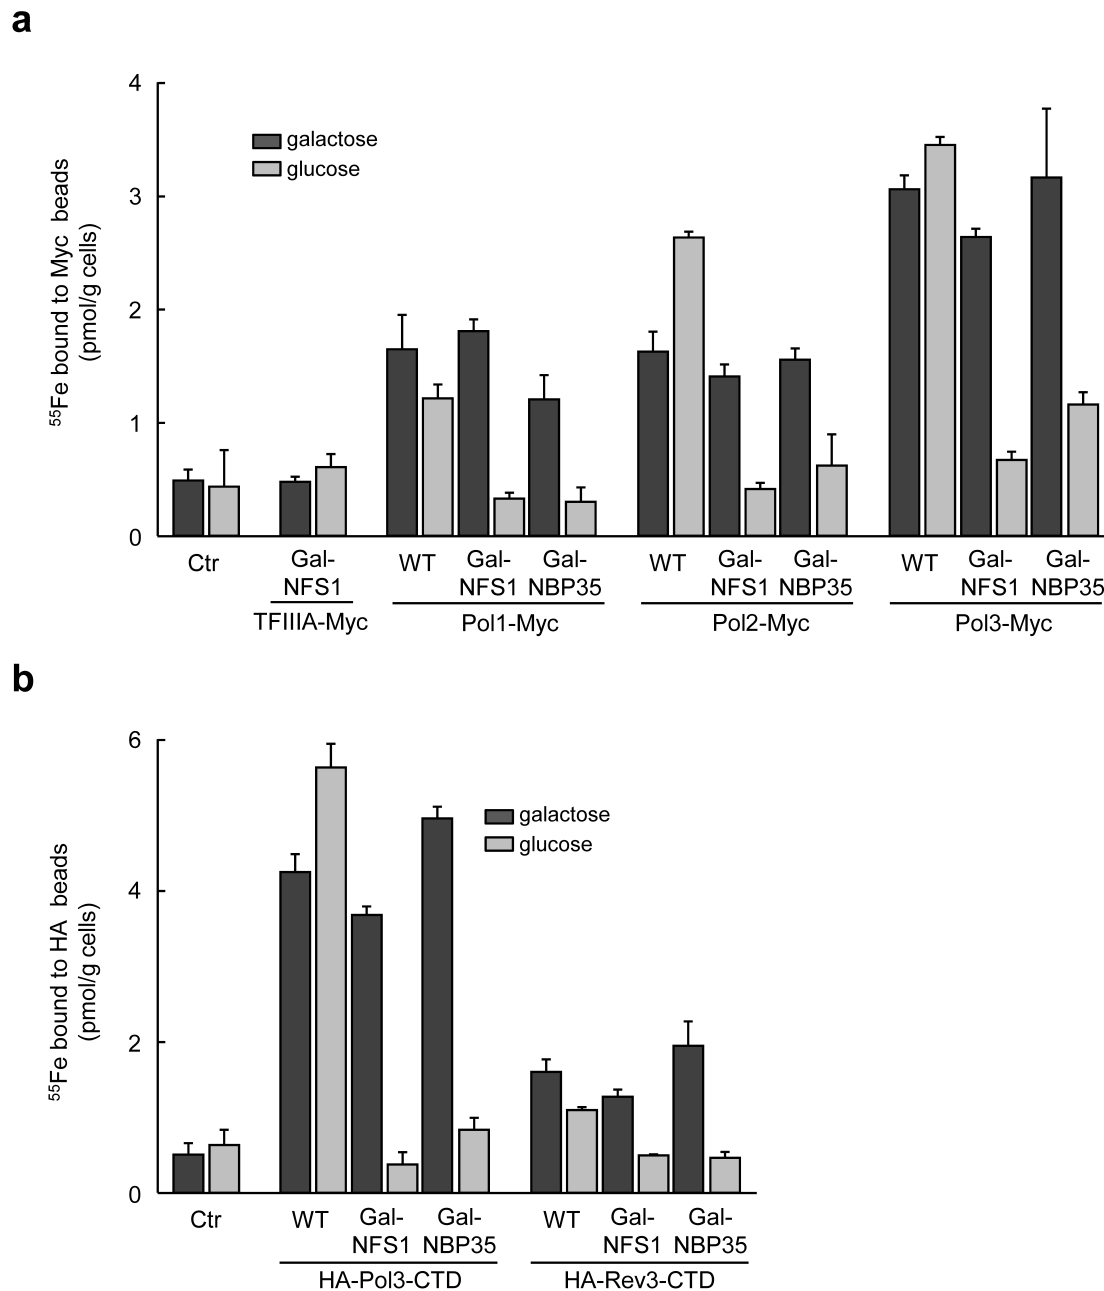 a
4
3
2
1
0
⁵⁵Fe bound to Myc beads
(pmol/g cells)
galactose
glucose
Ctr
Gal-
NFS1
TFIIIA-Myc
WT
Gal-
NFS1
Gal-
NBP35
Pol1-Myc
WT
Gal-
NFS1
Gal-
NBP35
Pol2-Myc
WT
Gal-
NFS1
Gal-
NBP35
Pol3-Myc
b
6
4
2
0
⁵⁵Fe bound to HA beads
(pmol/g cells)
galactose
glucose
Ctr
WT
Gal-
NFS1
Gal-
NBP35
HA-Pol3-CTD
WT
Gal-
NFS1
Gal-
NBP35
HA-Rev3-CTD